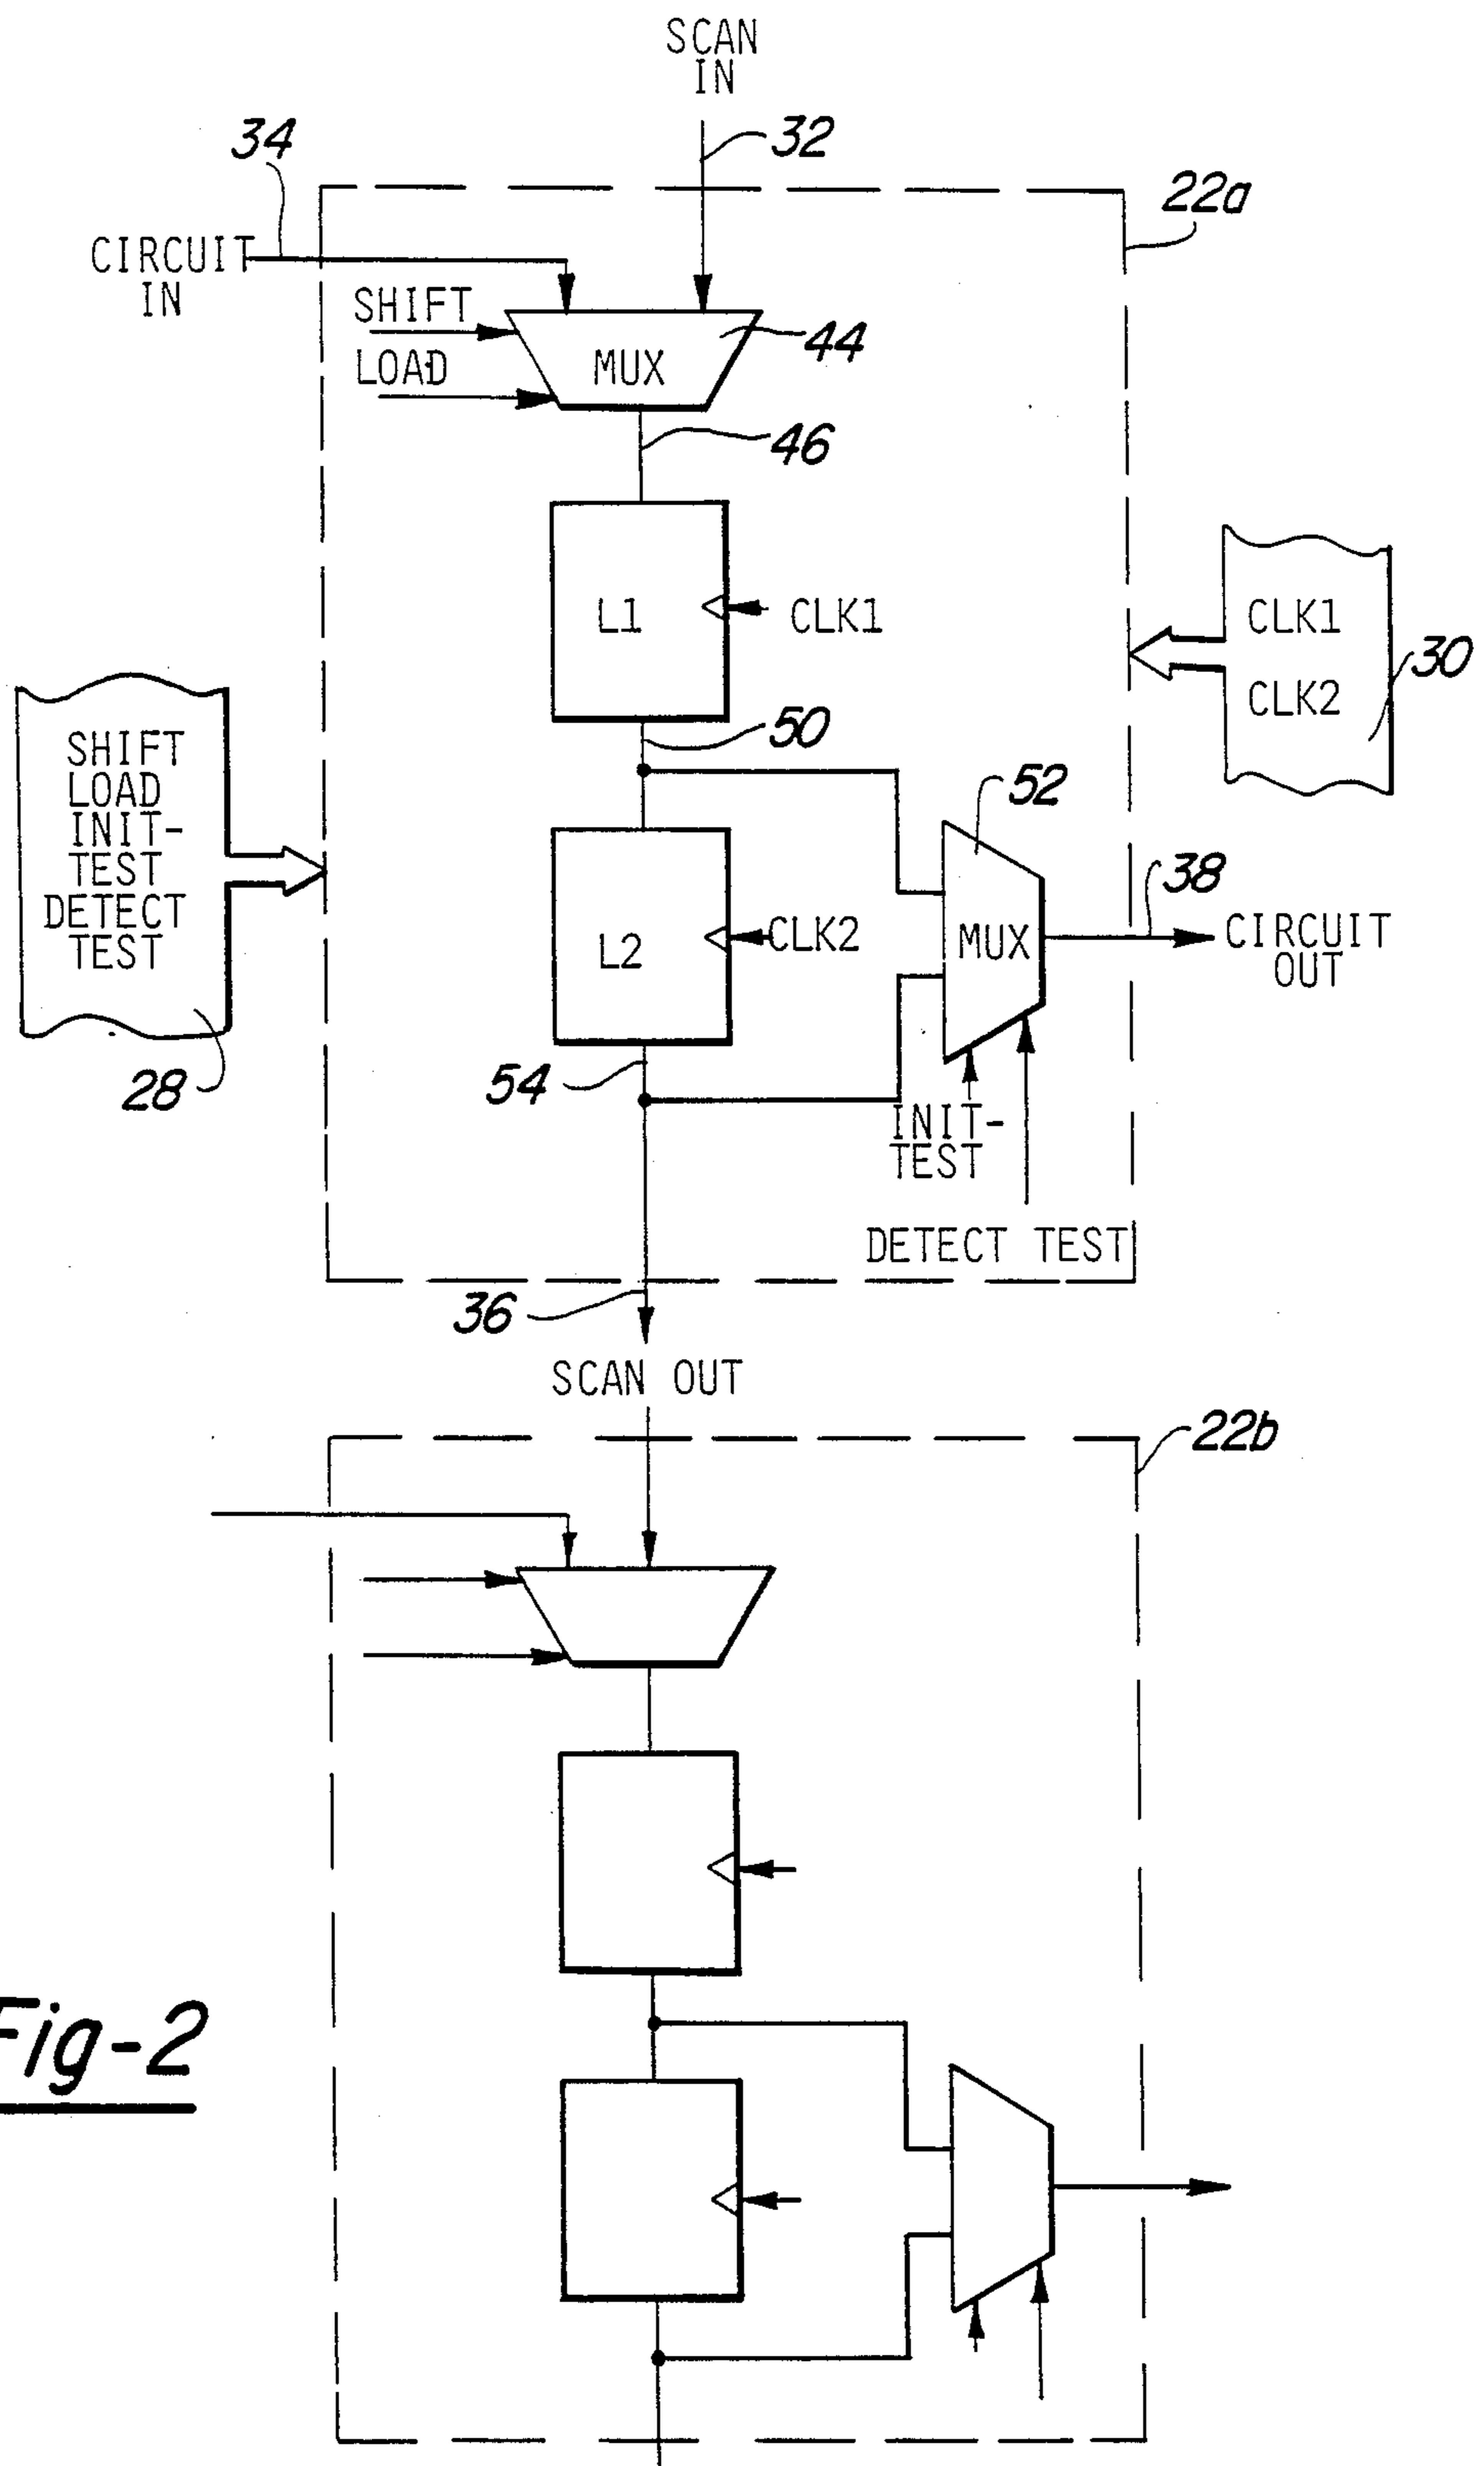 SCAN
IN
32
34
22a
CIRCUIT
IN
SHIFT
LOAD
MUX
44
46
L1
CLK1
CLK1
CLK2
30
50
SHIFT
LOAD
INIT-
TEST
DETECT
TEST
28
52
L2
CLK2
MUX
38
CIRCUIT
OUT
54
INIT-
TEST
DETECT TEST
36
SCAN OUT
22b
Fig-2